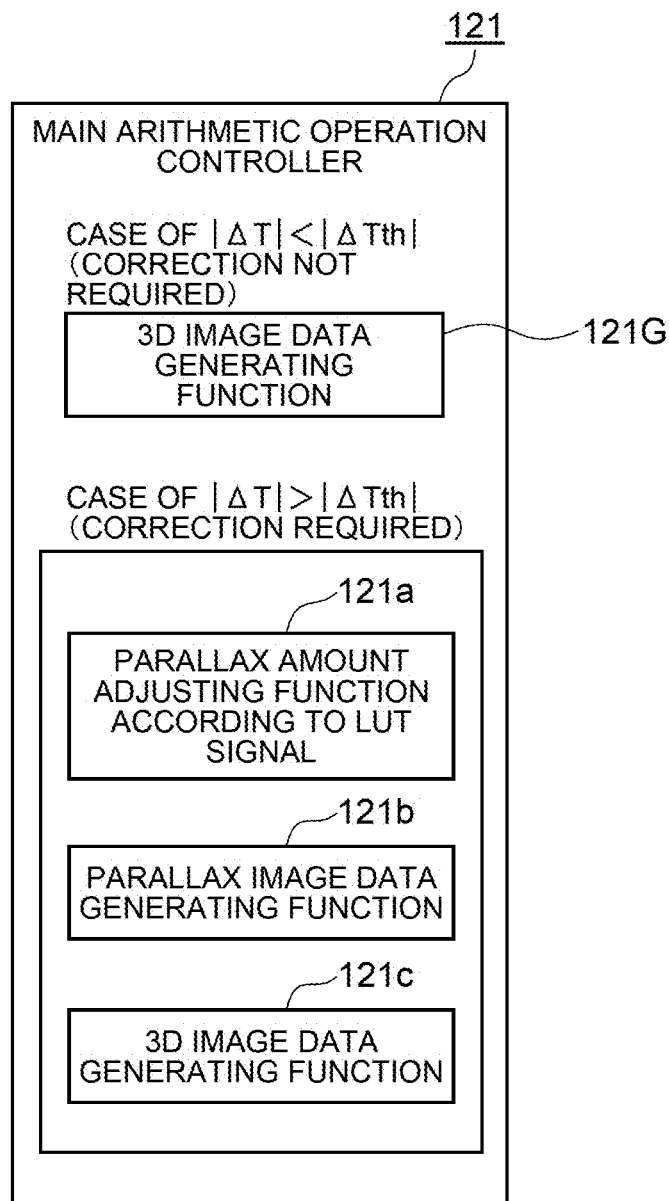 121
MAIN ARITHMETIC OPERATION
CONTROLLER
CASE OF |ΔT|<|ΔTth|
(CORRECTION NOT
REQUIRED)
3D IMAGE DATA
GENERATING
FUNCTION
121G
CASE OF |ΔT|>|ΔTth|
(CORRECTION REQUIRED)
121a
PARALLAX AMOUNT
ADJUSTING FUNCTION
ACCORDING TO LUT
SIGNAL
121b
PARALLAX IMAGE DATA
GENERATING FUNCTION
121c
3D IMAGE DATA
GENERATING FUNCTION